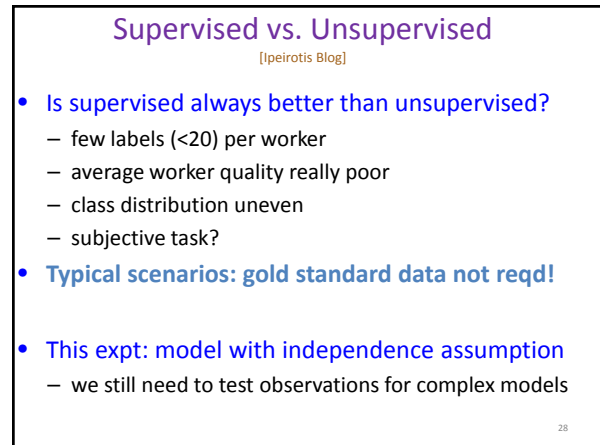 Supervised vs. Unsupervised
[Ipeirotis Blog]
• Is supervised always better than unsupervised?
– few labels (<20) per worker
– average worker quality really poor
– class distribution uneven
– subjective task?
• Typical scenarios: gold standard data not reqd!
• This expt: model with independence assumption
– we still need to test observations for complex models
28